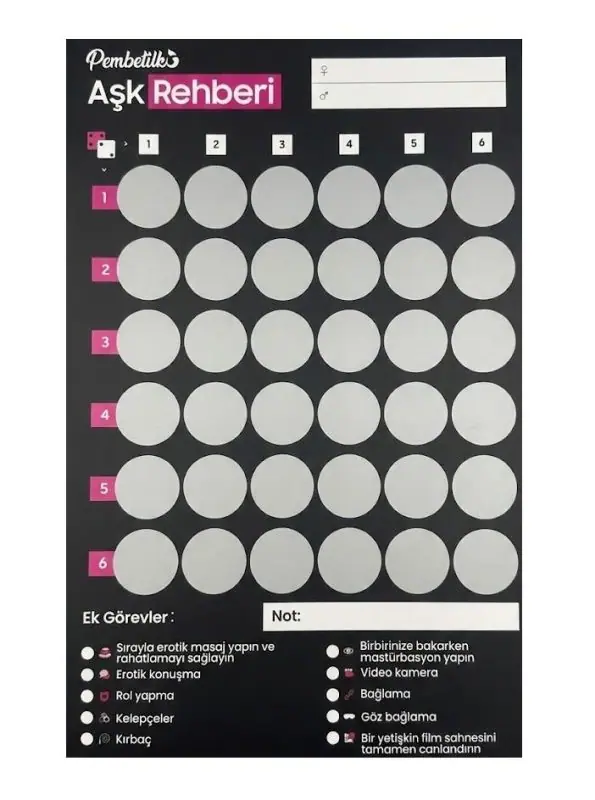 Pembetilki
Aşk Rehberi
♀
♂
> 1 2 3 4 5 6
1
2
3
4
5
6
Ek Görevler:
Not:
Sırayla erotik masaj yapın ve
rahatlamayı sağlayın
Erotik konuşma
Rol yapma
Kelepçeler
Kırbaç
Birbirinize bakarken
mastürbasyon yapın
Video kamera
Bağlama
Göz bağlama
Bir yetişkin film sahnesini
tamamen canlandırın